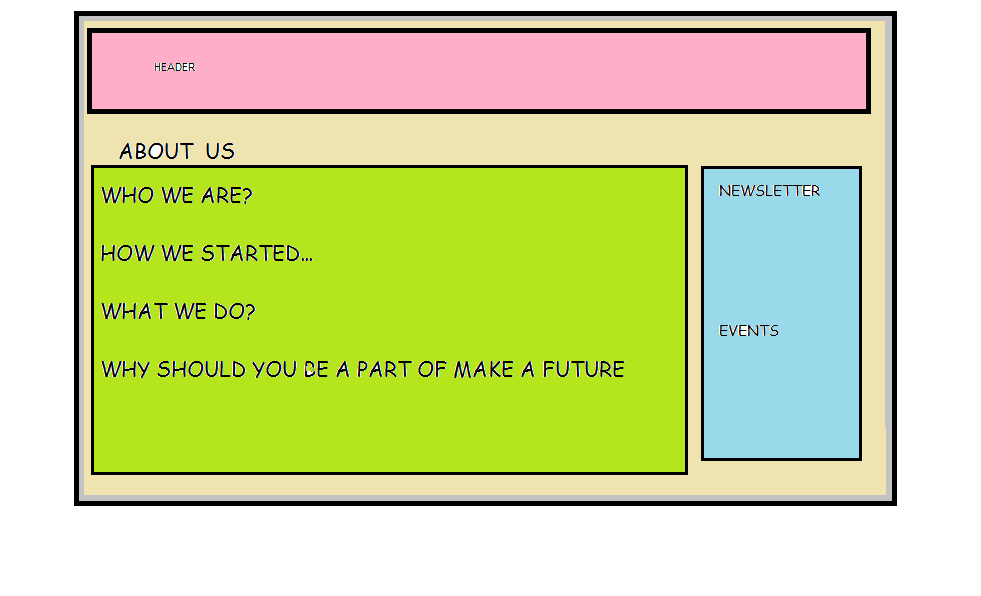 HEADER
ABOUT US
WHO WE ARE?
HOW WE STARTED...
WHAT WE DO?
WHY SHOULD YOU BE A PART OF MAKE A FUTURE
NEWSLETTER
EVENTS